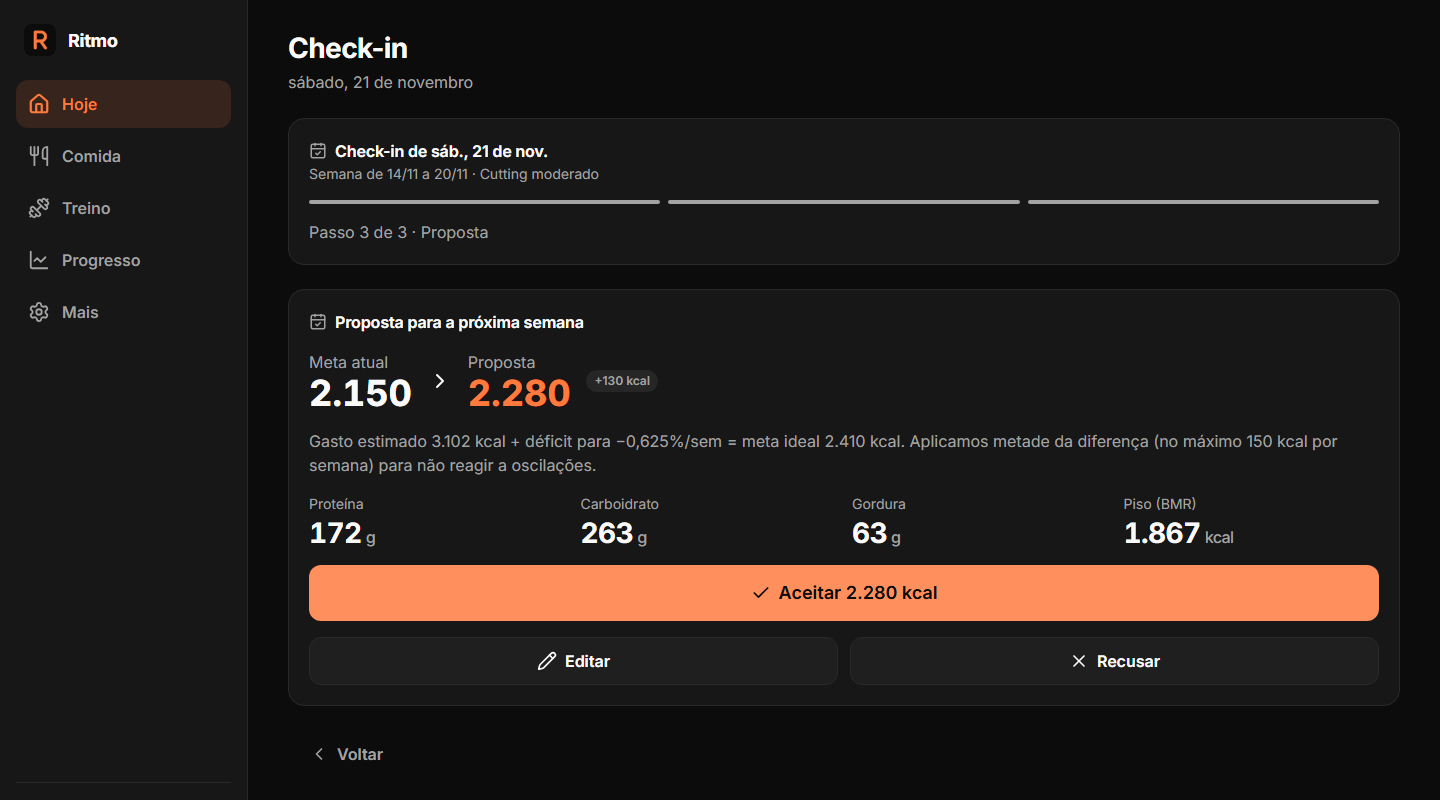 R Ritmo
Hoje
Comida
Treino
Progresso
Mais
Check-in
sábado, 21 de novembro
Check-in de sáb., 21 de nov.
Semana de 14/11 a 20/11 · Cutting moderado
Passo 3 de 3 · Proposta
Proposta para a próxima semana
Meta atual
2.150
Proposta
2.280
+130 kcal
Gasto estimado 3.102 kcal + déficit para −0,625%/sem = meta ideal 2.410 kcal. Aplicamos metade da diferença (no máximo 150 kcal por
semana) para não reagir a oscilações.
Proteína
172 g
Carboidrato
263 g
Gordura
63 g
Piso (BMR)
1.867 kcal
Aceitar 2.280 kcal
Editar
Recusar
Voltar